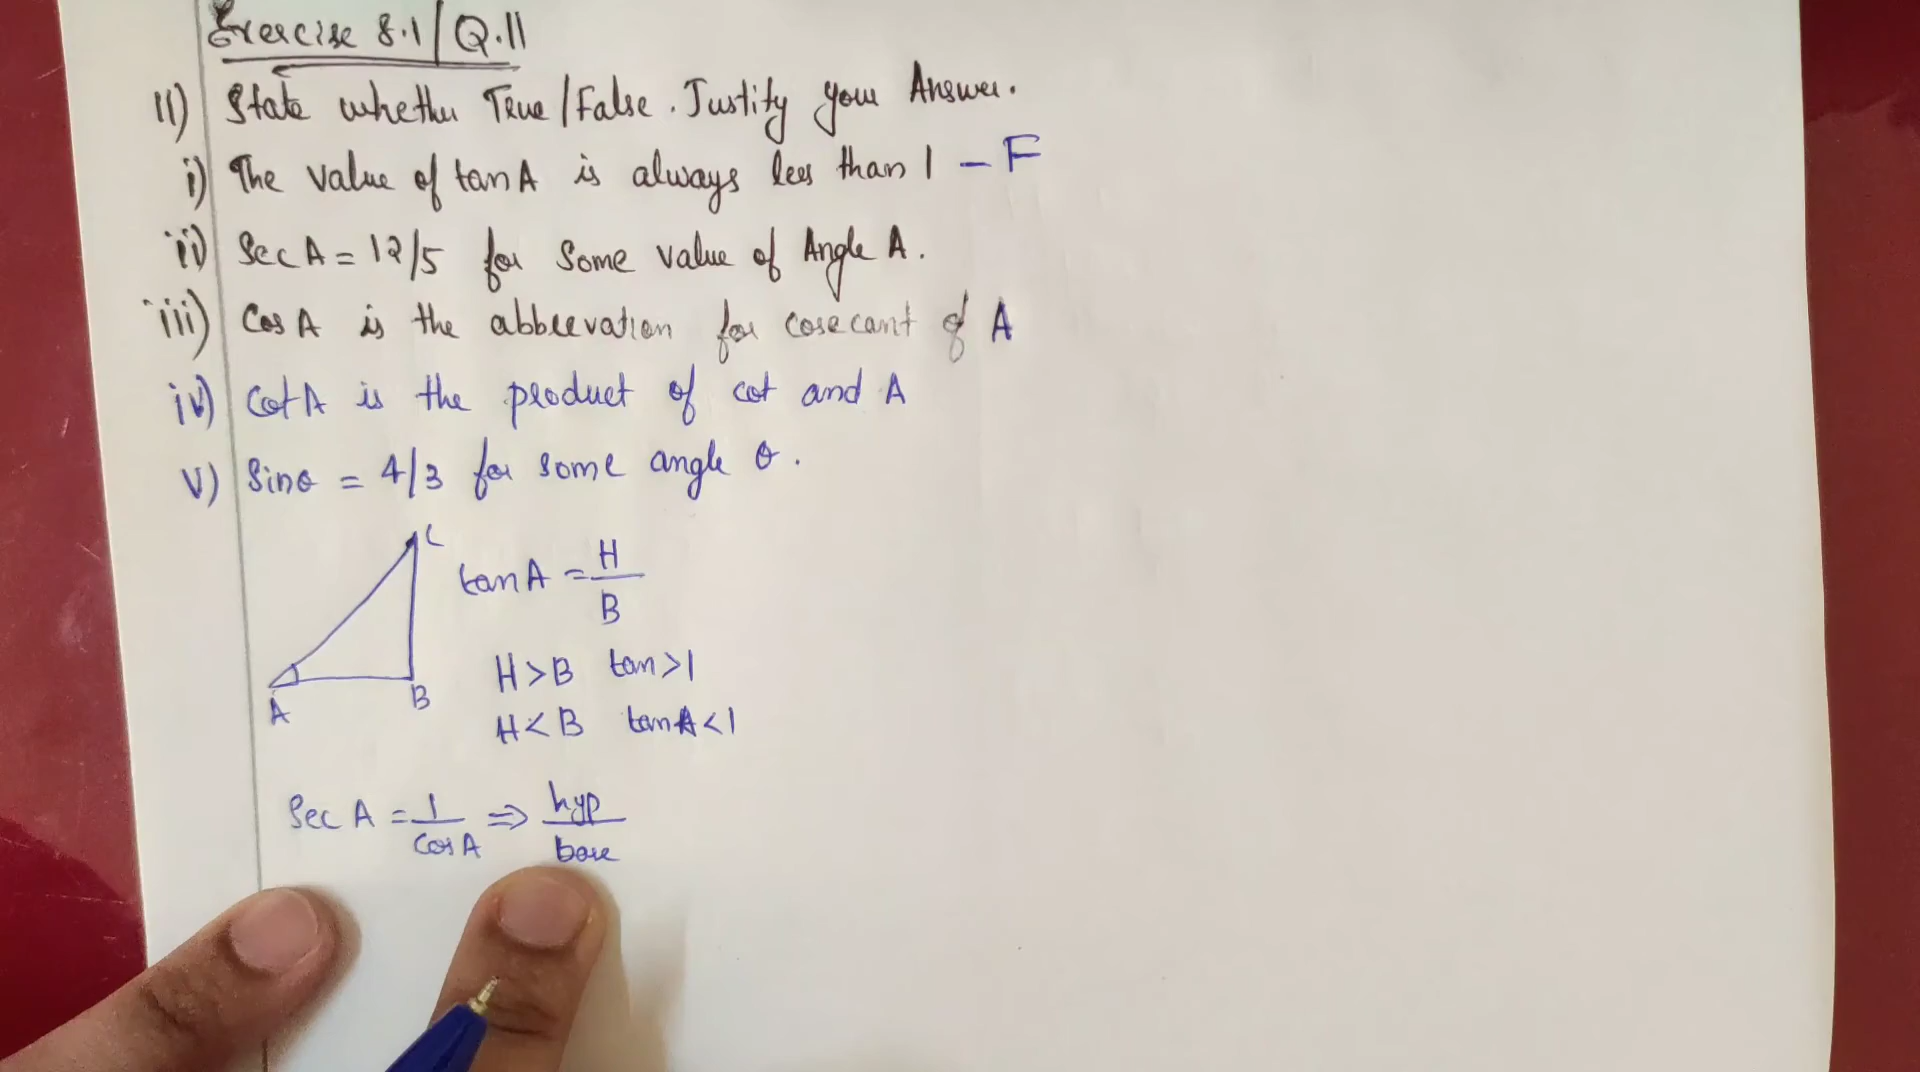 Exercise 8.1/Q.11
11) State whether True/False. Justify your Answer.
i) The value of tan A is always less than 1 - F
ii) Sec A = 12/5 for some value of Angle A.
iii) Cos A is the abbrevation for cosecant of A
iv) Cot A is the product of cot and A
v) Sinθ = 4/3 for some angle θ.
C
tan A = H/B
A B
H > B tan > 1
H < B tan A < 1
Sec A = 1/Cos A ⇒ hyp/base